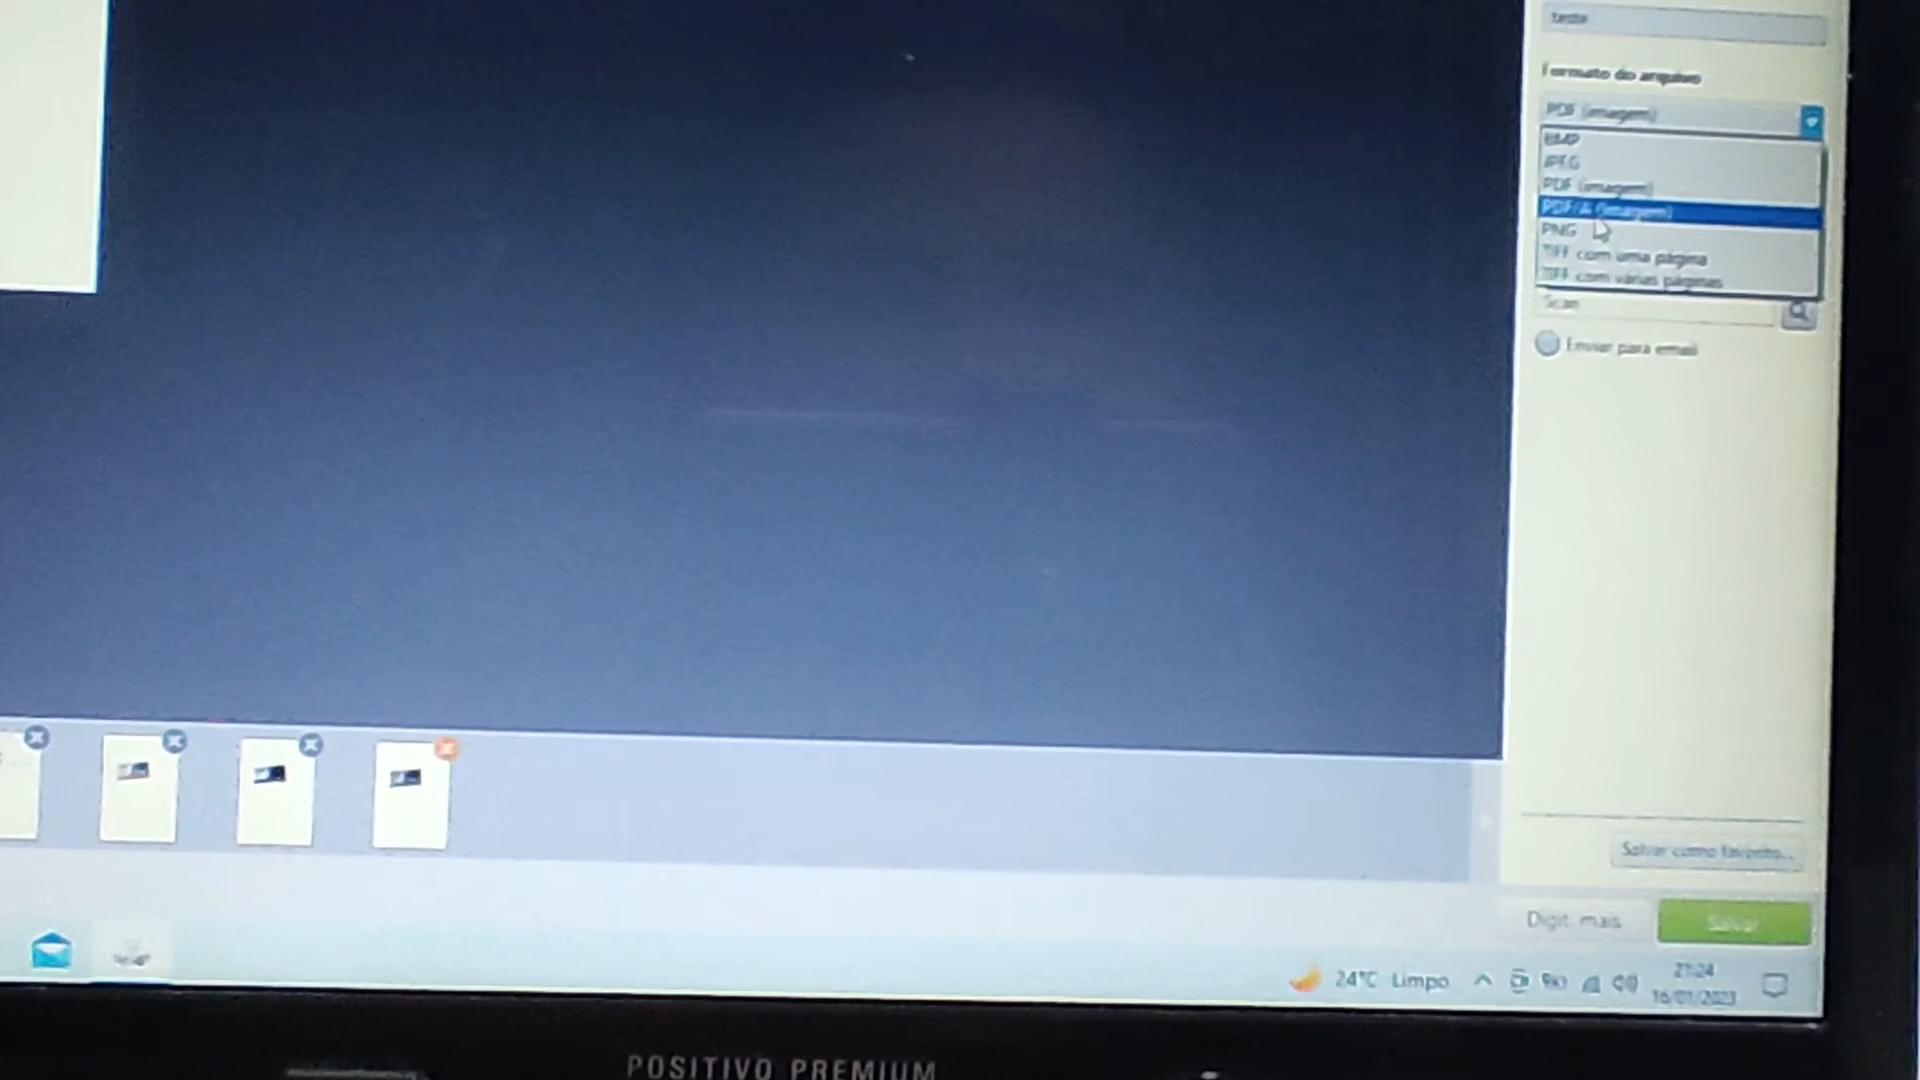 teste
Formato do arquivo
PDF (imagem)
BMP
JPEG
PDF (imagem)
PDF/A (imagem)
PNG
TIFF com uma página
TIFF com várias páginas
Scan
Enviar para email
Salvar como favorito...
Digit. mais
Salvar
24°C Limpo
21:24
16/01/2023
POSITIVO PREMIUM